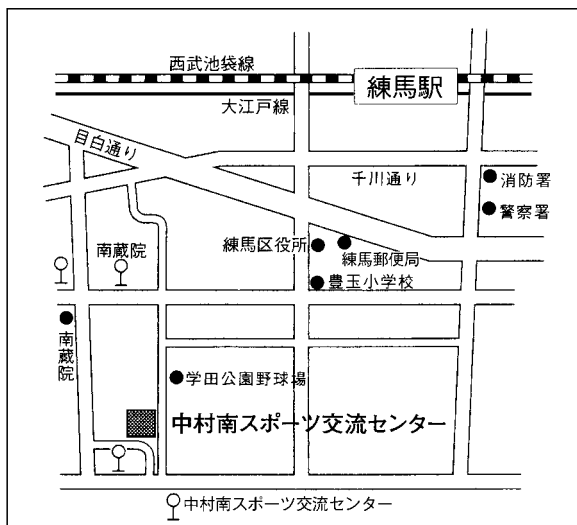 西武池袋線
練馬駅
大江戸線
目白通り
千川通り
消防署
警察署
南蔵院
練馬区役所
練馬郵便局
豊玉小学校
南蔵院
学田公園野球場
中村南スポーツ交流センター
中村南スポーツ交流センター